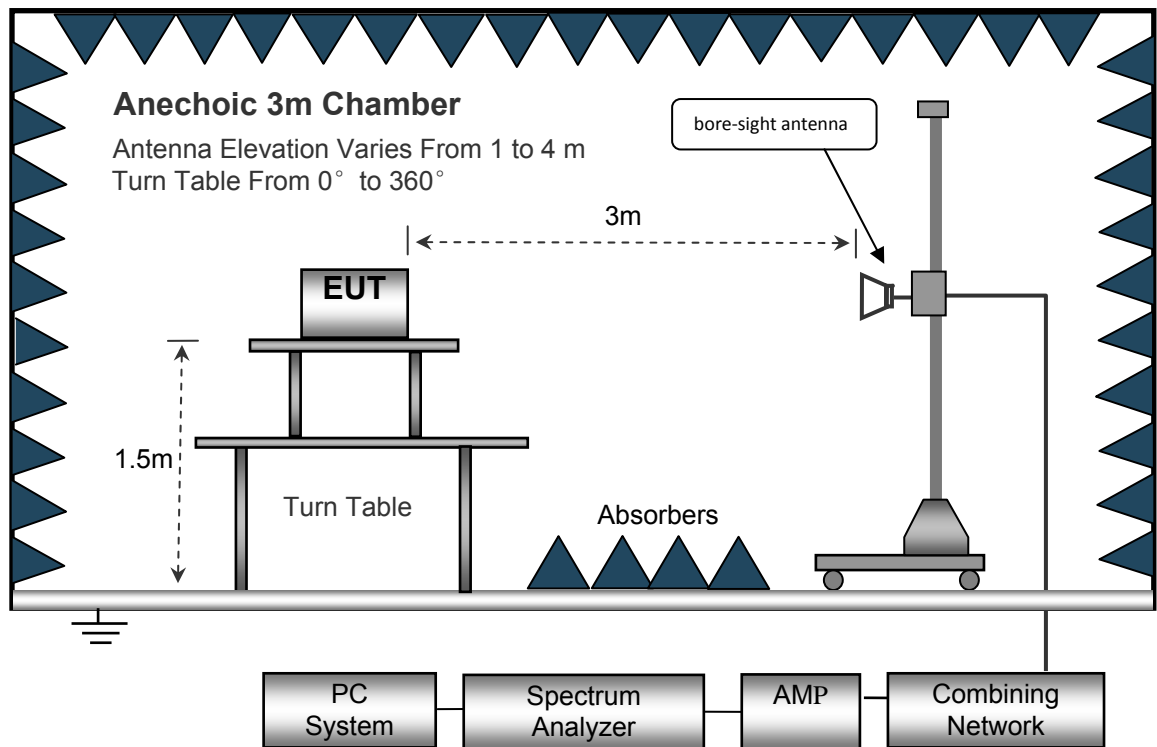 Anechoic 3m Chamber
Antenna Elevation Varies From 1 to 4 m
Turn Table From 0° to 360°
bore-sight antenna
3m
EUT
1.5m
Turn Table
Absorbers
PC
System
Spectrum
Analyzer
AMP
Combining
Network